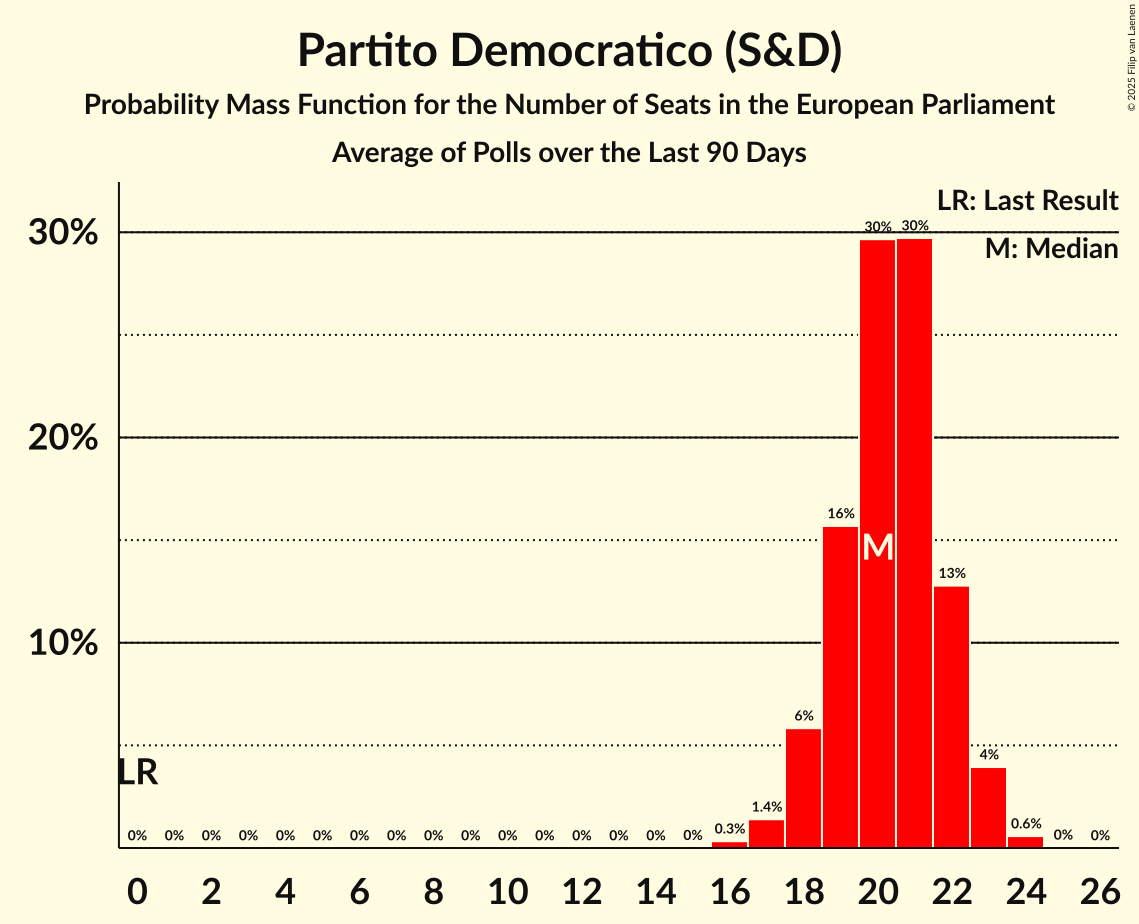 Partito Democratico (S&D)
Probability Mass Function for the Number of Seats in the European Parliament
Average of Polls over the Last 90 Days
© 2025 Filip van Laenen
LR: Last Result
M: Median
30%
20%
10%
30% 30%
16%
M
13%
6%
4%
LR
1.4%
0% 0% 0% 0% 0% 0% 0% 0% 0% 0% 0% 0% 0% 0% 0% 0% 0.3% 0.6% 0% 0%
0 2 4 6 8 10 12 14 16 18 20 22 24 26